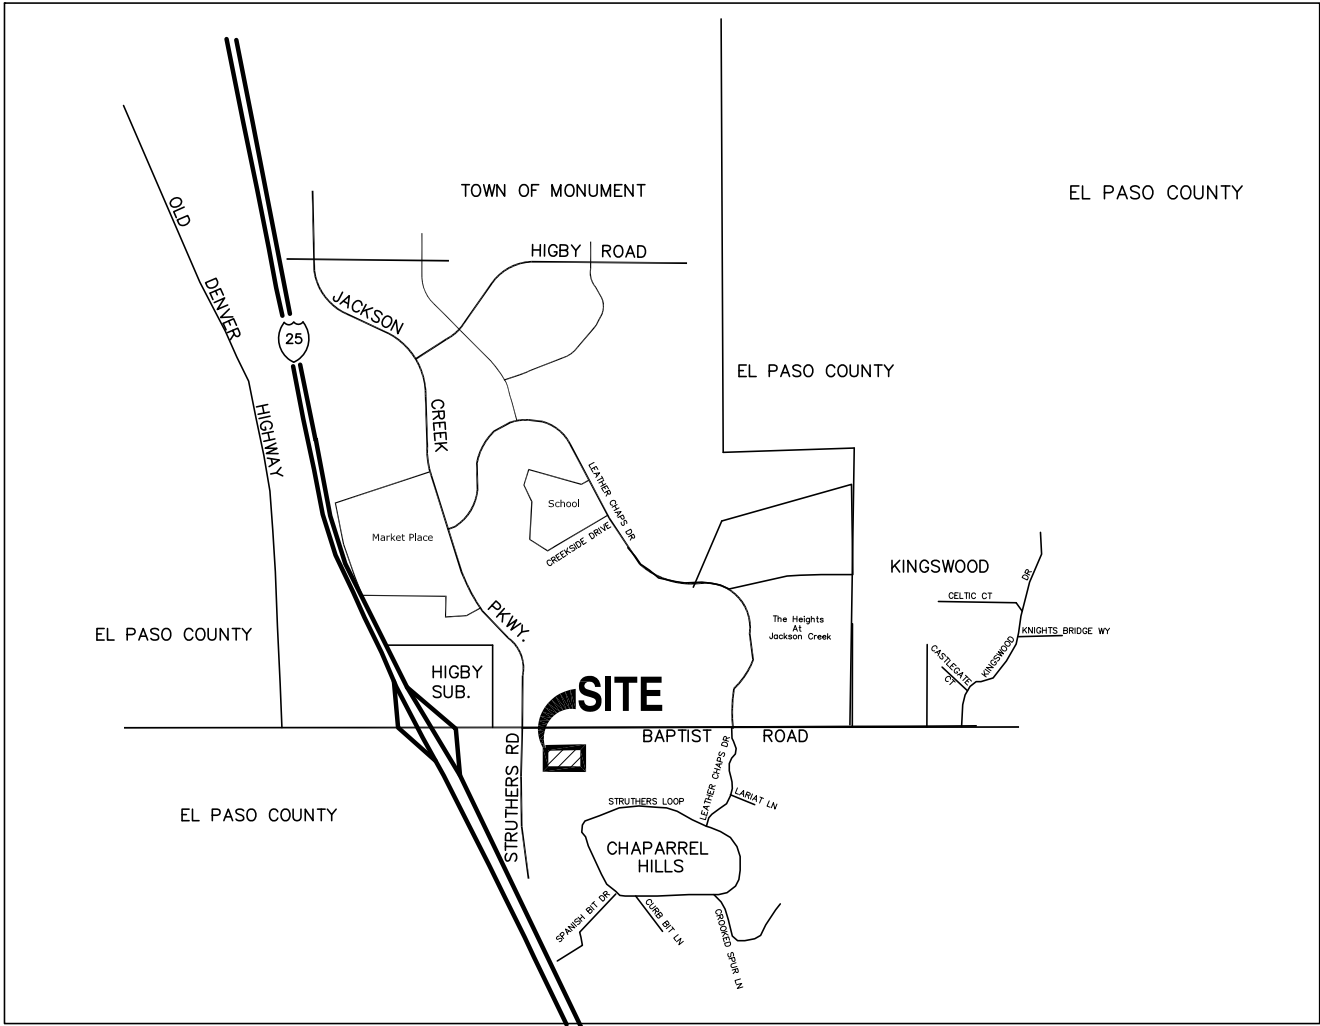 TOWN OF MONUMENT
EL PASO COUNTY
OLD
DENVER
HIGHWAY
HIGBY ROAD
JACKSON
25
EL PASO COUNTY
CREEK
LEATHER CHAPS DR
School
Market Place
CREEKSIDE DRIVE
KINGSWOOD
DR
CELTIC CT
PKWY.
The Heights
At
Jackson Creek
KNIGHTS BRIDGE WY
EL PASO COUNTY
KINGSWOOD
CASTLEGATE
CT
HIGBY
SUB.
SITE
BAPTIST ROAD
STRUTHERS RD
LEATHER CHAPS DR
LARIAT LN
STRUTHERS LOOP
EL PASO COUNTY
CHAPARREL
HILLS
SPANISH BIT DR
CURB BIT LN
CROOKED SPUR LN